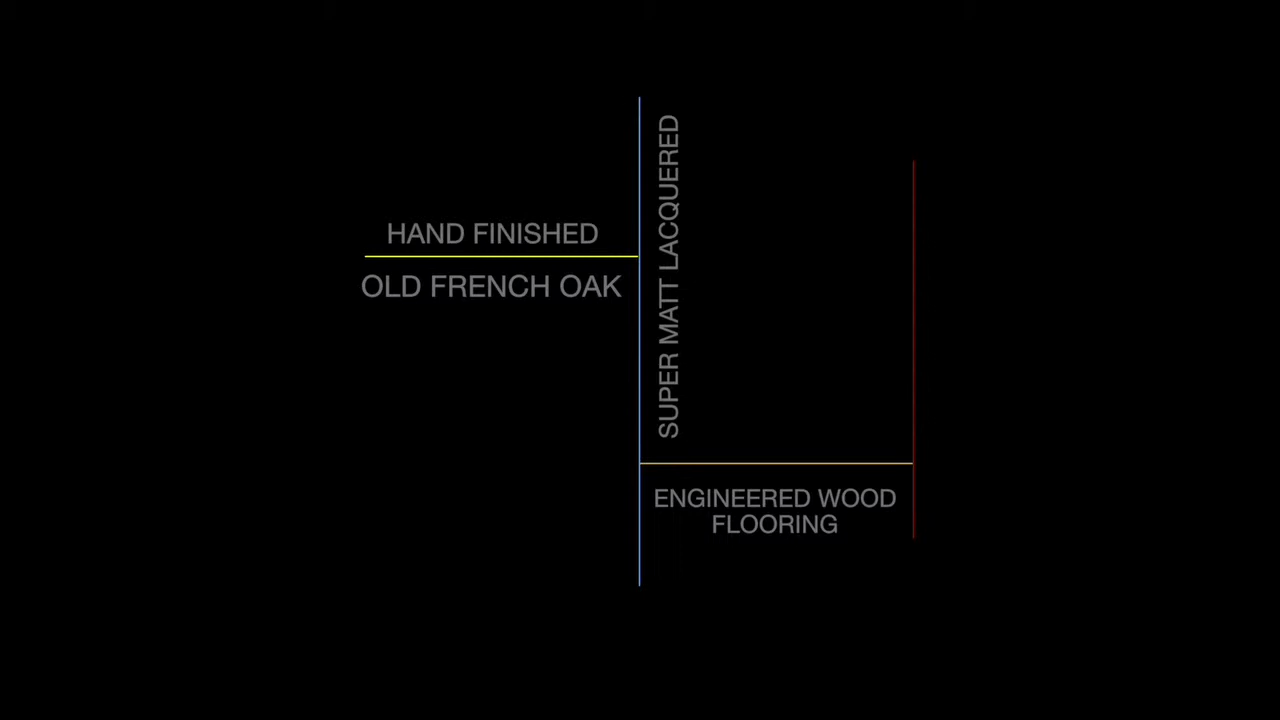 HAND FINISHED
OLD FRENCH OAK
SUPER MATT LACQUERED
ENGINEERED WOOD
FLOORING